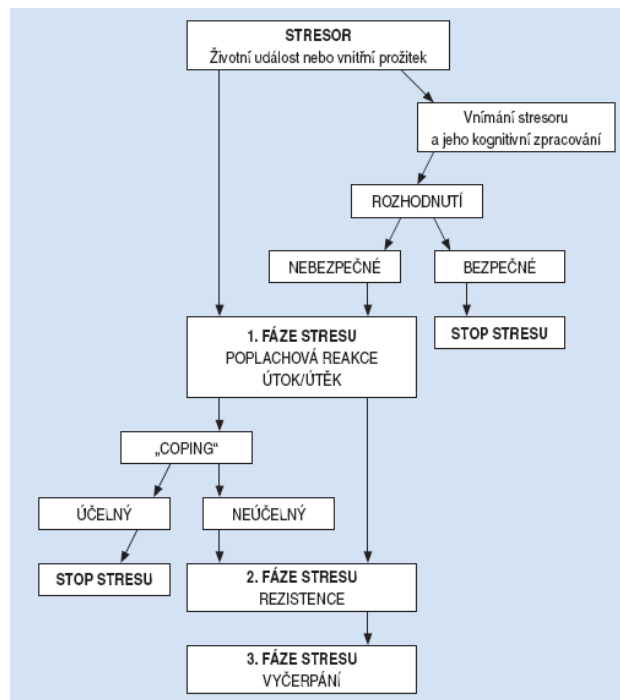 STRESOR
Životní událost nebo vnitřní prožitek
Vnímání stresoru
a jeho kognitivní zpracování
ROZHODNUTÍ
NEBEZPEČNÉ
BEZPEČNÉ
1. FÁZE STRESU
POPLACHOVÁ REAKCE
ÚTOK/ÚTĚK
STOP STRESU
„COPING“
ÚČELNÝ
NEÚČELNÝ
STOP STRESU
2. FÁZE STRESU
REZISTENCE
3. FÁZE STRESU
VYČERPÁNÍ